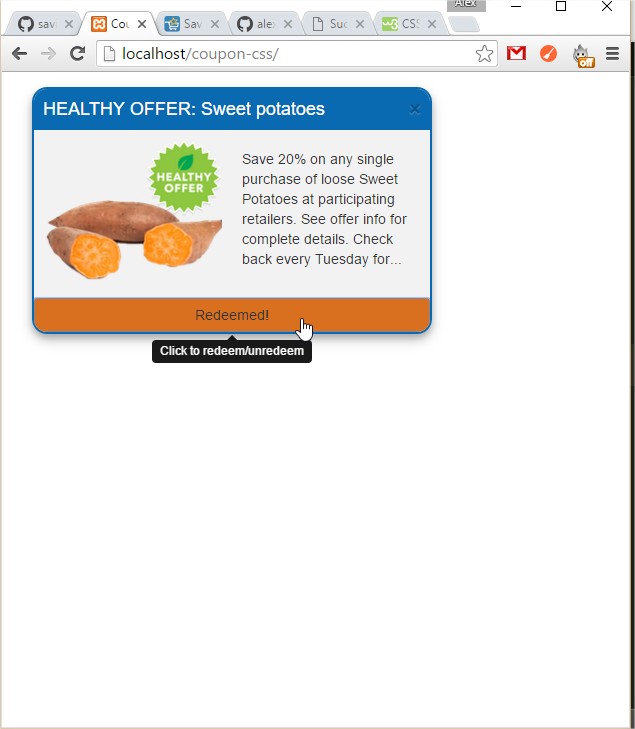 Alex
sav
Cou
Sav
alex
Suc
CSS
localhost/coupon-css/
off
HEALTHY OFFER: Sweet potatoes
HEALTHY
OFFER
Save 20% on any single
purchase of loose Sweet
Potatoes at participating
retailers. See offer info for
complete details. Check
back every Tuesday for...
Redeemed!
Click to redeem/unredeem